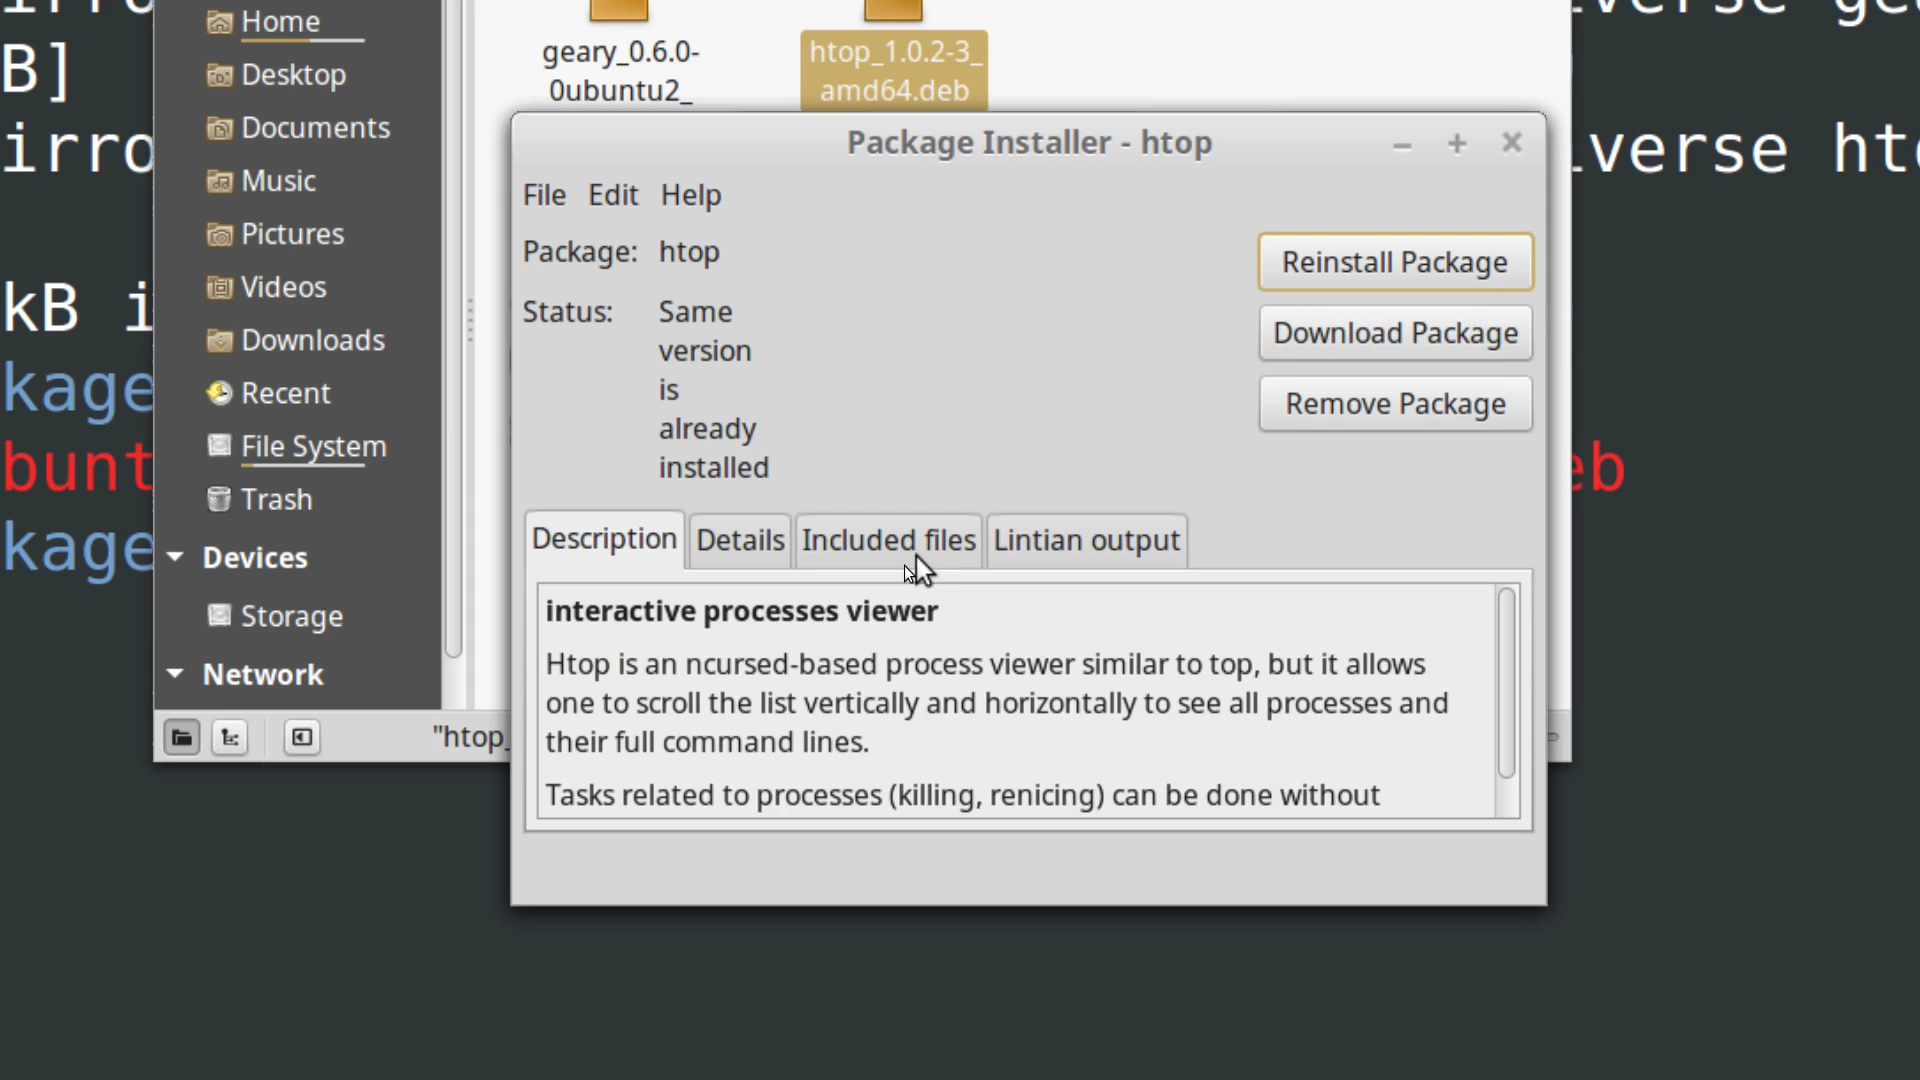 B]
irro
kB i
kage
bunt
kage
Home
Desktop
Documents
Music
Pictures
Videos
Downloads
Recent
File System
Trash
Devices
Storage
Network
geary_0.6.0-
0ubuntu2_
htop_1.0.2-3_
amd64.deb
"htop_
verse
iverse hto
eb
Package Installer - htop
File Edit Help
Package: htop
Status: Same
version
is
already
installed
Reinstall Package
Download Package
Remove Package
Description Details Included files Lintian output
interactive processes viewer
Htop is an ncursed-based process viewer similar to top, but it allows
one to scroll the list vertically and horizontally to see all processes and
their full command lines.
Tasks related to processes (killing, renicing) can be done without